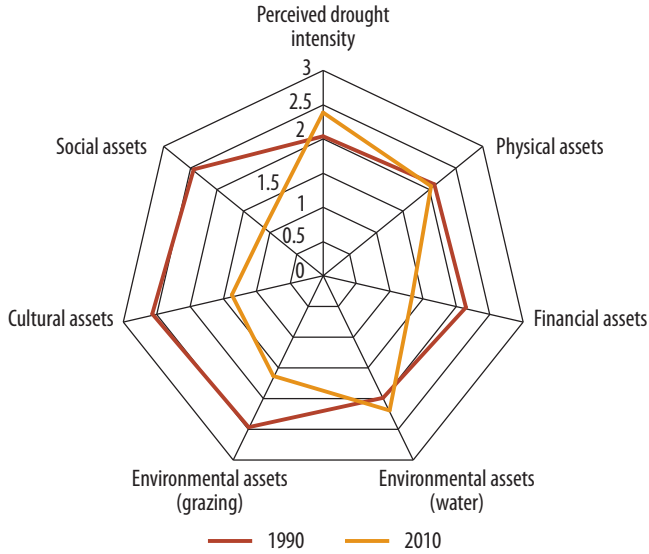 Perceived drought
intensity
3
2.5
2
1.5
1
0.5
0
Social assets
Physical assets
Cultural assets
Financial assets
Environmental assets
(grazing)
Environmental assets
(water)
1990
2010